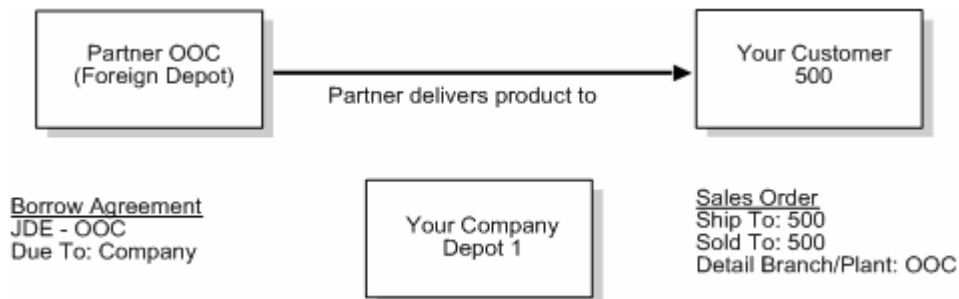 Partner OOC
(Foreign Depot)
Your Customer
500
Partner delivers product to
Borrow Agreement
JDE - OOC
Due To: Company
Your Company
Depot 1
Sales Order
Ship To: 500
Sold To: 500
Detail Branch/Plant: OOC